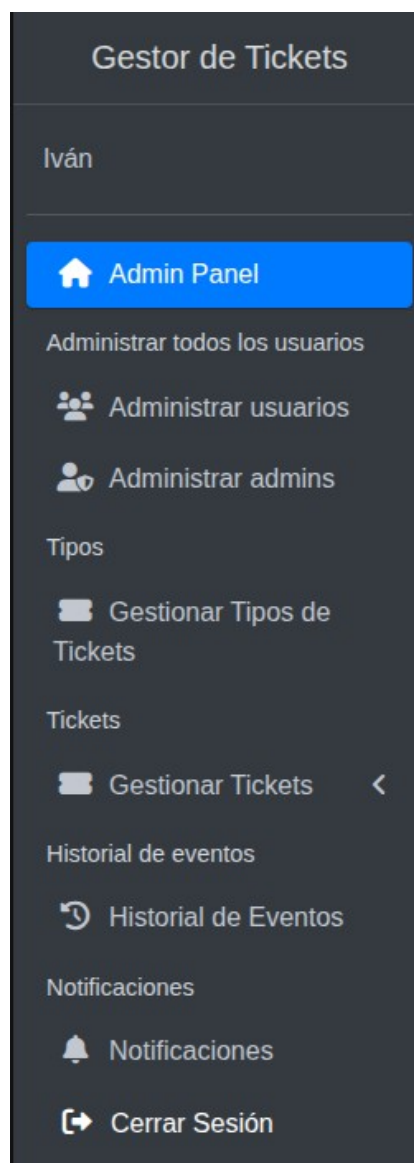 Gestor de Tickets
Iván
Admin Panel
Administrar todos los usuarios
Administrar usuarios
Administrar admins
Tipos
Gestionar Tipos de
Tickets
Tickets
Gestionar Tickets
Historial de eventos
Historial de Eventos
Notificaciones
Notificaciones
Cerrar Sesión